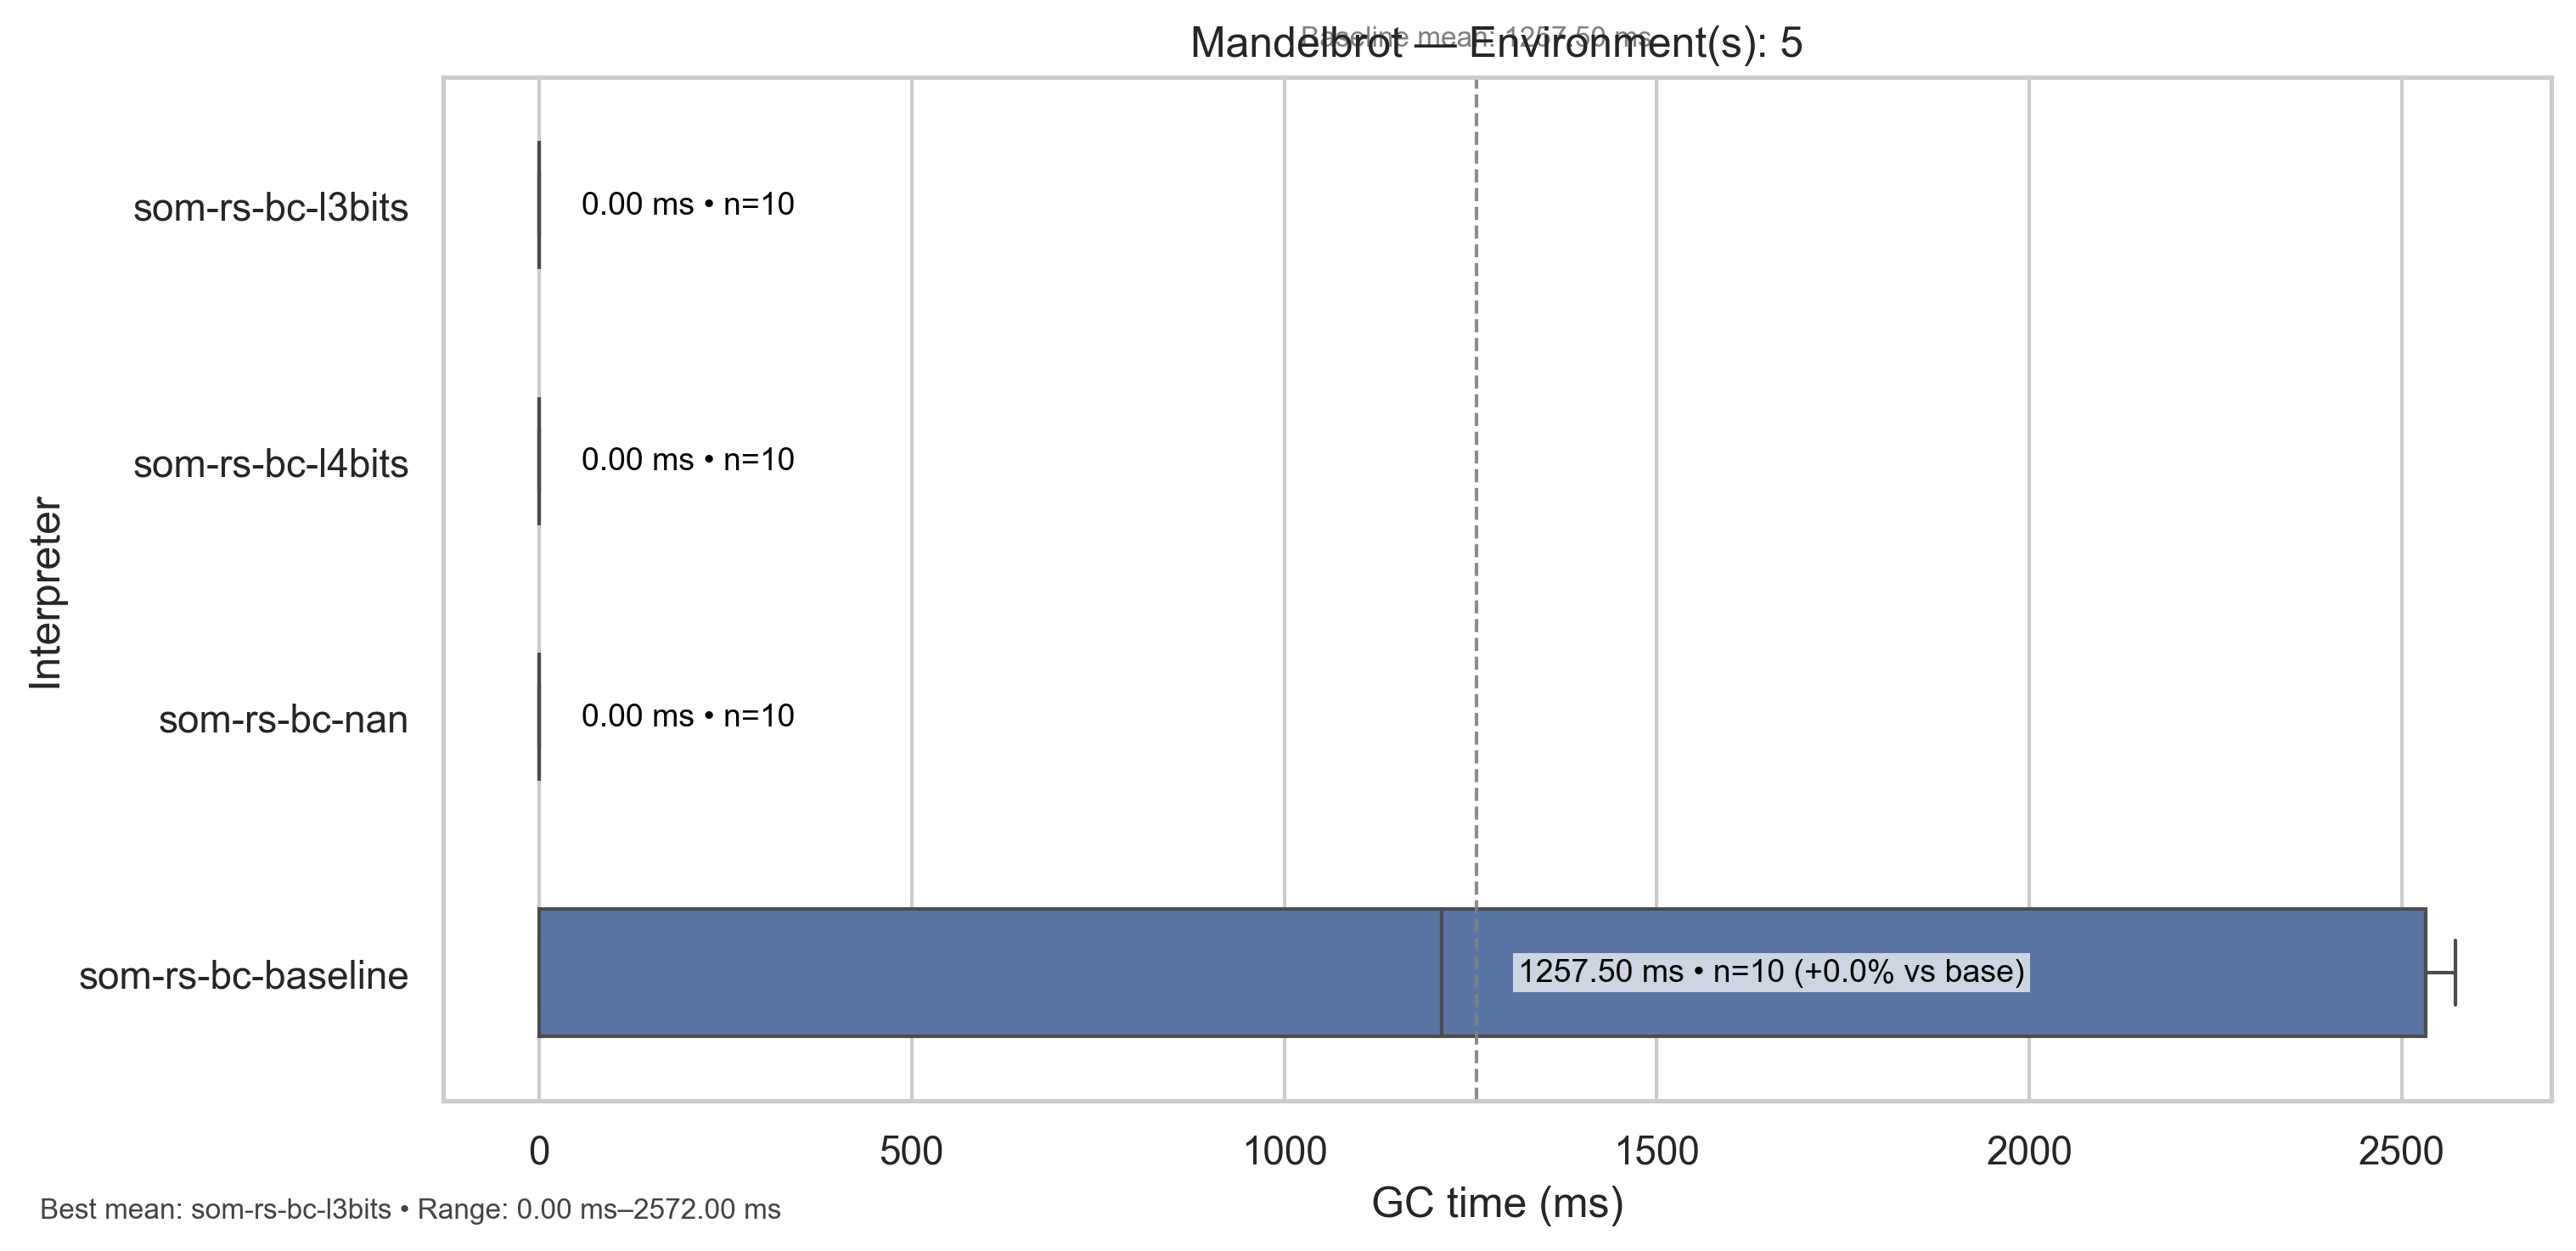 Baseline mean: 1257.50 ms
Mandelbrot — Environment(s): 5
Interpreter
som-rs-bc-l3bits
0.00 ms • n=10
som-rs-bc-l4bits
0.00 ms • n=10
som-rs-bc-nan
0.00 ms • n=10
som-rs-bc-baseline
1257.50 ms • n=10 (+0.0% vs base)
0 500 1000 1500 2000 2500
GC time (ms)
Best mean: som-rs-bc-l3bits • Range: 0.00 ms–2572.00 ms